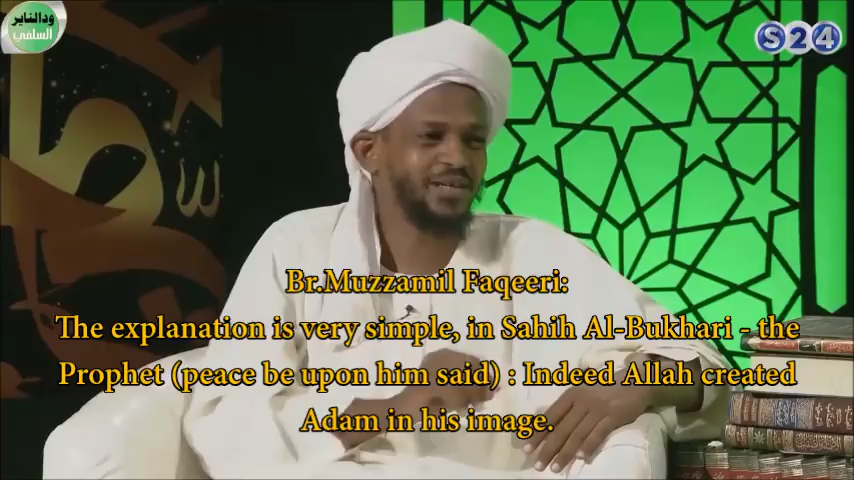 ودالناير
السلفي
S24
Br.Muzzamil Faqeeri:
The explanation is very simple, in Sahih Al-Bukhari - the
Prophet (peace be upon him said) : Indeed Allah created
Adam in his image.